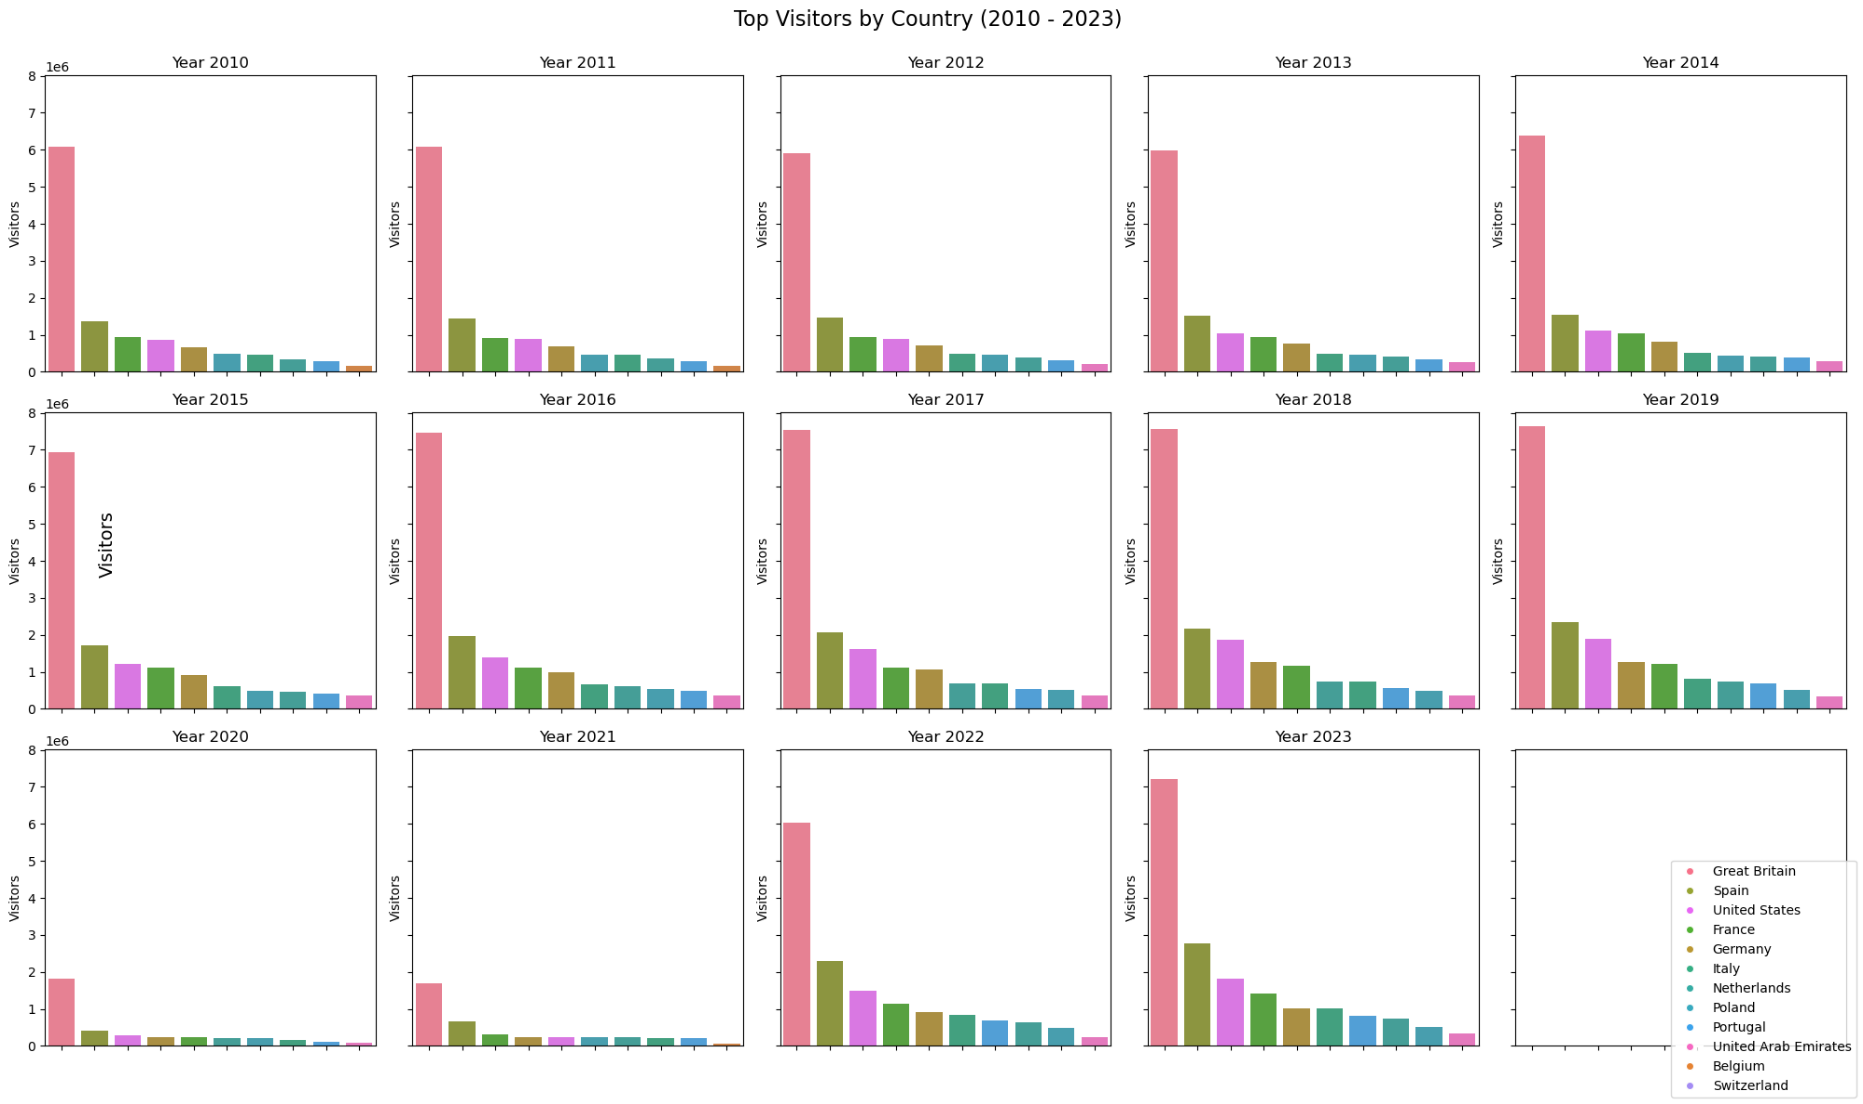 Top Visitors by Country (2010 - 2023)
Year 2010
Year 2011
Year 2012
Year 2013
Year 2014
1e6
8
7
6
5
4
3
2
1
0
Visitors
Visitors
Visitors
Visitors
Visitors
Year 2015
Year 2016
Year 2017
Year 2018
Year 2019
1e6
8
7
6
5
4
3
2
1
0
Visitors
Visitors
Visitors
Visitors
Visitors
Visitors
Year 2020
Year 2021
Year 2022
Year 2023
1e6
8
7
6
5
4
3
2
1
0
Visitors
Visitors
Visitors
Visitors
Great Britain
Spain
United States
France
Germany
Italy
Netherlands
Poland
Portugal
United Arab Emirates
Belgium
Switzerland